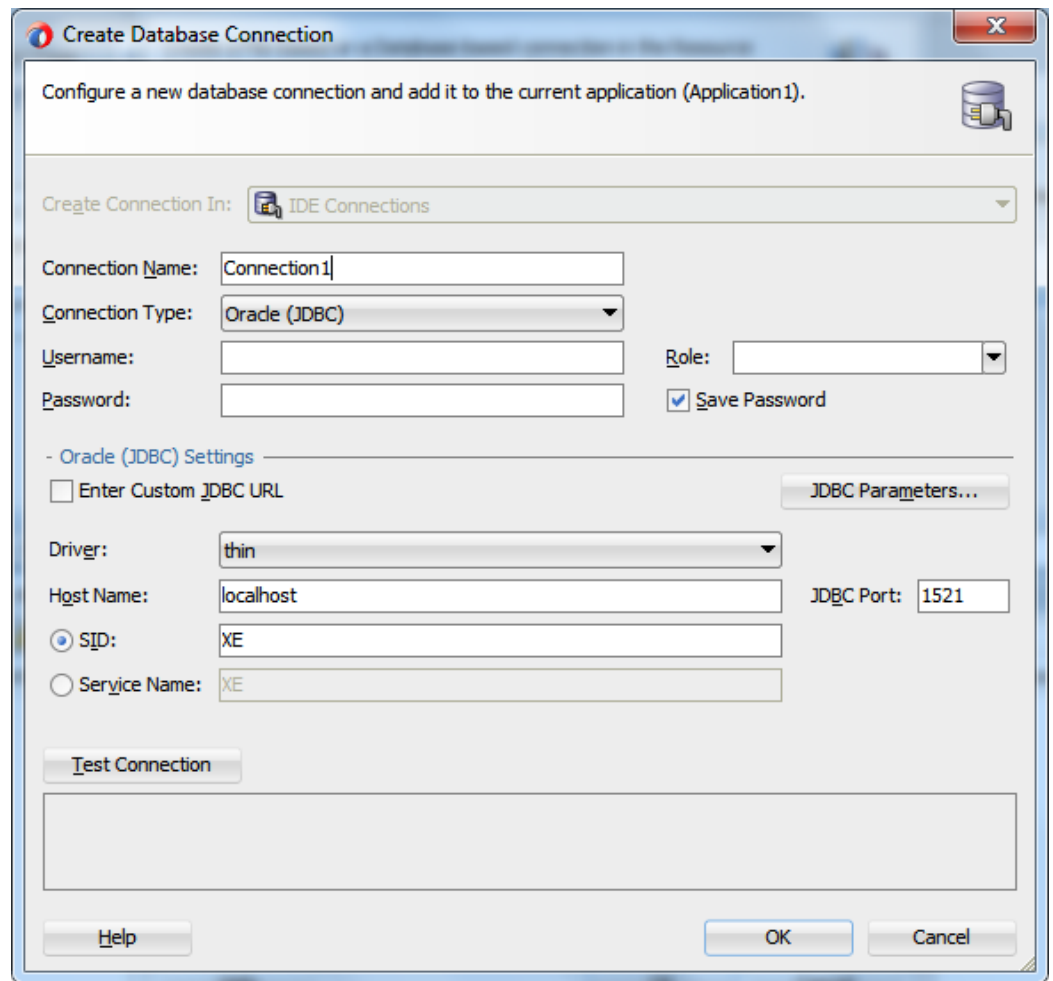 Create Database Connection
Configure a new database connection and add it to the current application (Application1).
Create Connection In: IDE Connections
Connection Name: Connection1
Connection Type: Oracle (JDBC)
Username: Role:
Password: Save Password
- Oracle (JDBC) Settings
Enter Custom JDBC URL JDBC Parameters...
Driver: thin
Host Name: localhost JDBC Port: 1521
SID: XE
Service Name: XE
Test Connection
Help OK Cancel